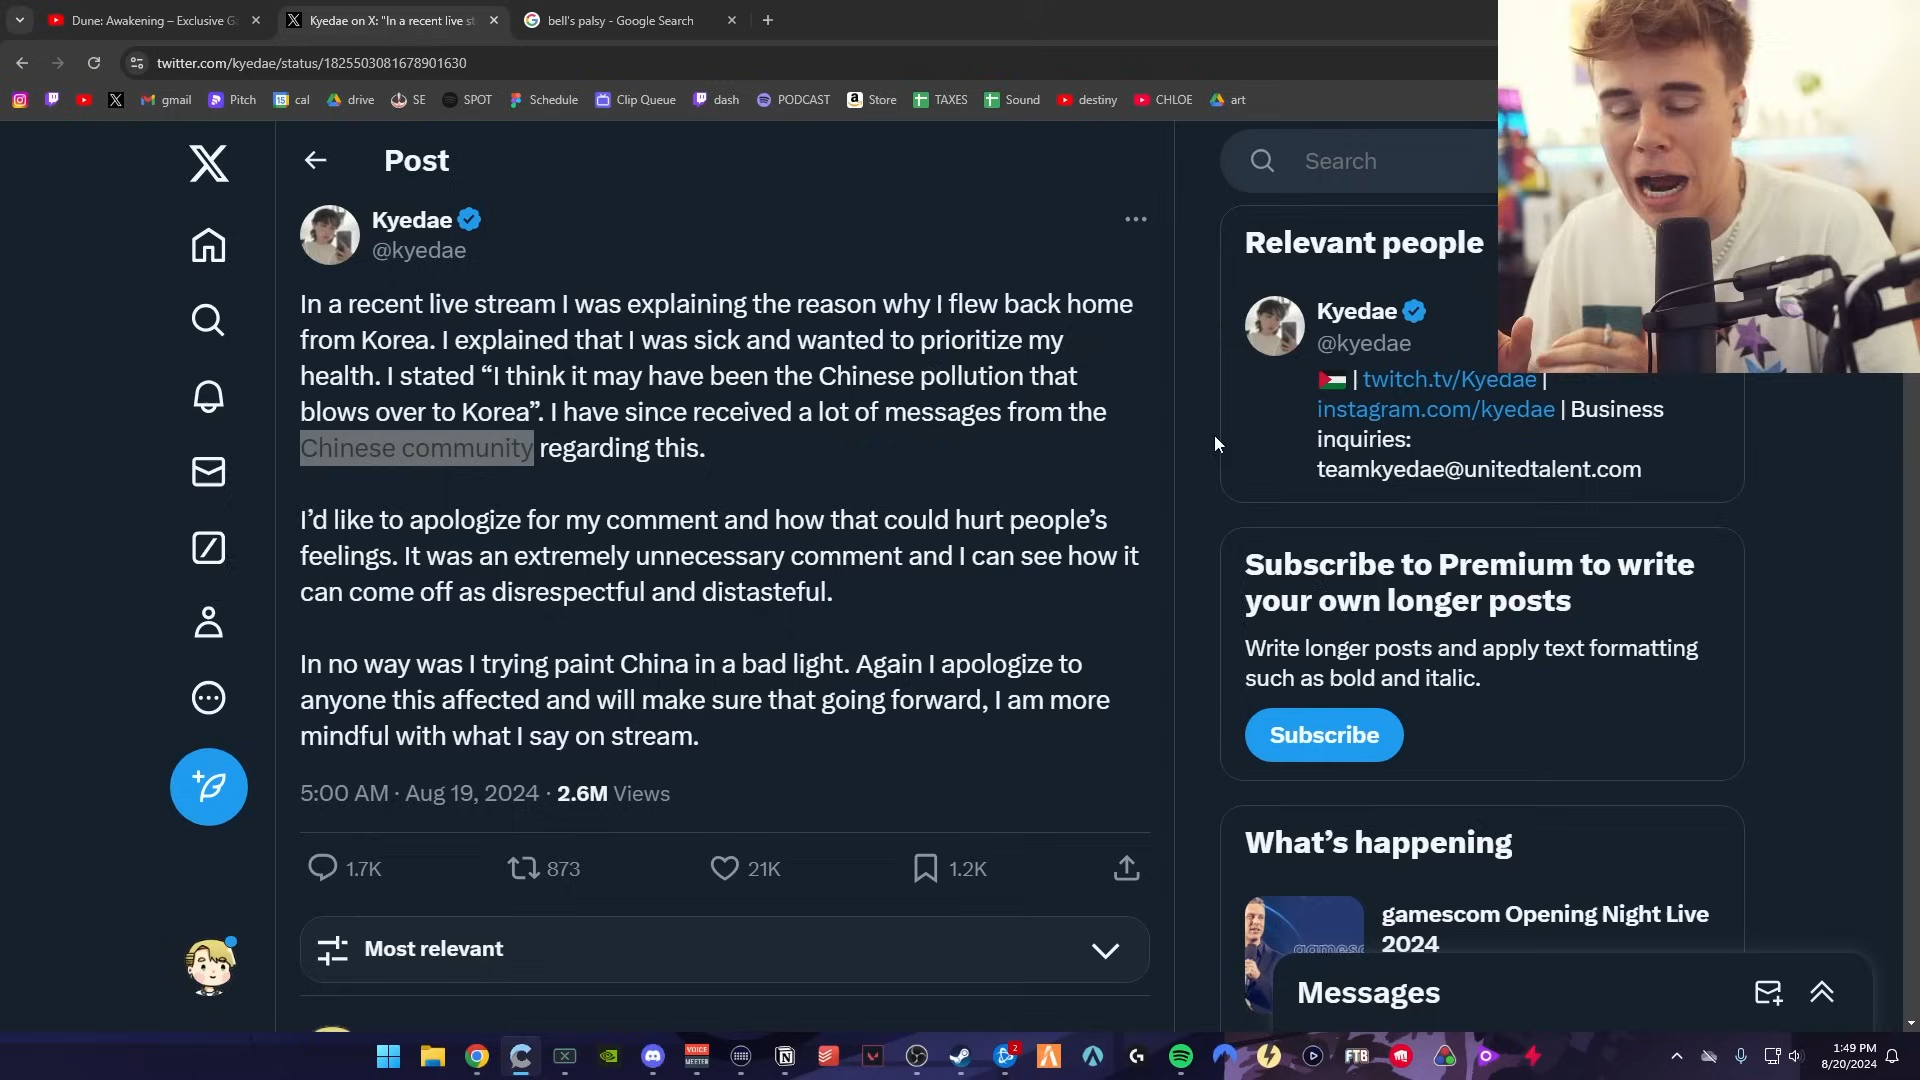 Dune: Awakening – Exclusive G
Kyedae on X: "In a recent live st
bell's palsy - Google Search
twitter.com/kyedae/status/1825503081678901630
gmail
Pitch
cal
drive
SE
SPOT
Schedule
Clip Queue
dash
PODCAST
Store
TAXES
Sound
destiny
CHLOE
art
Post
Kyedae
@kyedae
In a recent live stream I was explaining the reason why I flew back home
from Korea. I explained that I was sick and wanted to prioritize my
health. I stated “I think it may have been the Chinese pollution that
blows over to Korea”. I have since received a lot of messages from the
Chinese community regarding this.
I’d like to apologize for my comment and how that could hurt people’s
feelings. It was an extremely unnecessary comment and I can see how it
can come off as disrespectful and distasteful.
In no way was I trying paint China in a bad light. Again I apologize to
anyone this affected and will make sure that going forward, I am more
mindful with what I say on stream.
5:00 AM · Aug 19, 2024 · 2.6M Views
1.7K
873
21K
1.2K
Most relevant
Search
Relevant people
Kyedae
@kyedae
| twitch.tv/Kyedae |
instagram.com/kyedae | Business
inquiries:
teamkyedae@unitedtalent.com
Subscribe to Premium to write
your own longer posts
Write longer posts and apply text formatting
such as bold and italic.
Subscribe
What’s happening
gamescom Opening Night Live
2024
Messages
VOICE
MEETER
2
FTB
1:49 PM
8/20/2024